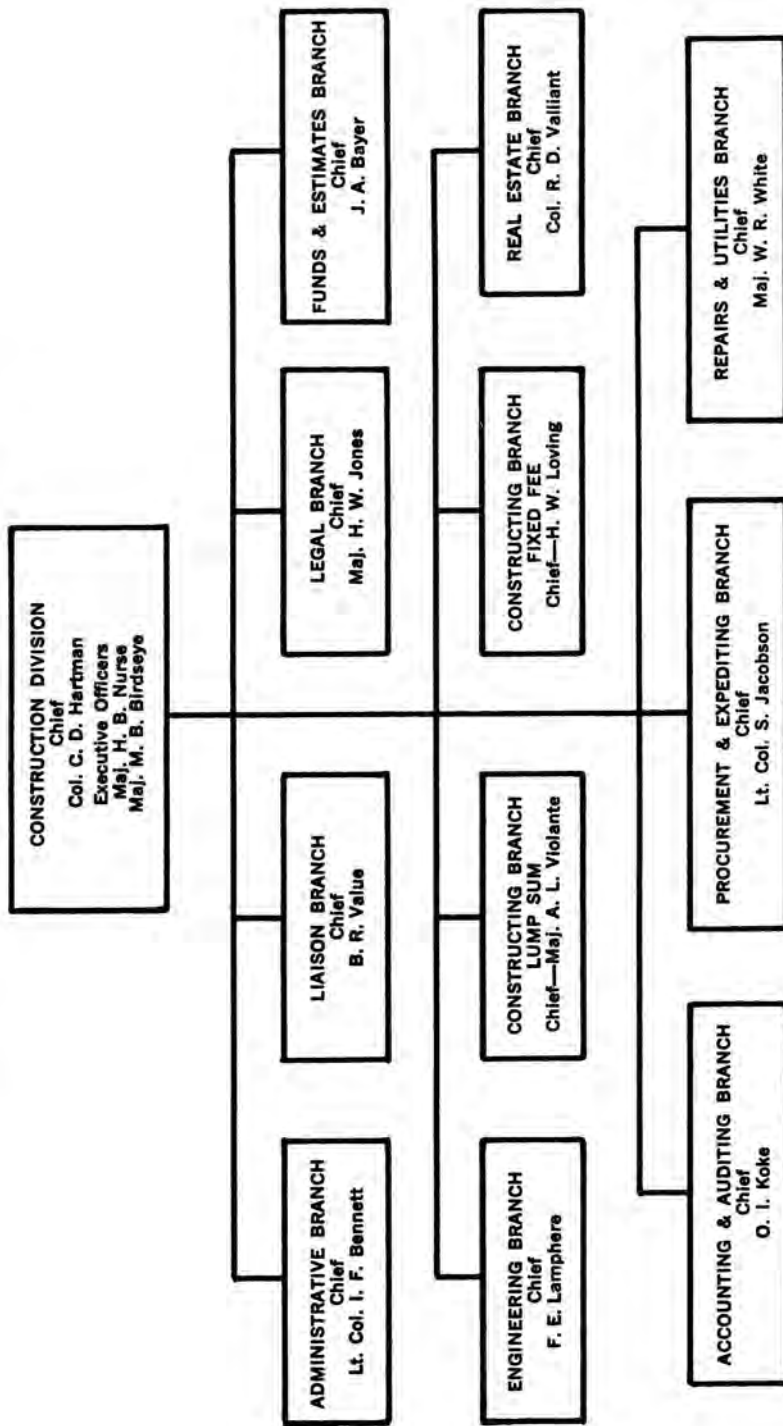 CONSTRUCTION DIVISION
Chief
Col. C. D. Hartman
Executive Officers
Maj. H. B. Nurse
Maj. M. B. Birdseye
ADMINISTRATIVE BRANCH
Chief
Lt. Col. I. F. Bennett
LIAISON BRANCH
Chief
B. R. Value
LEGAL BRANCH
Chief
Maj. H. W. Jones
FUNDS & ESTIMATES BRANCH
Chief
J. A. Bayer
ENGINEERING BRANCH
Chief
F. E. Lamphere
CONSTRUCTING BRANCH
LUMP SUM
Chief—Maj. A. L. Violante
CONSTRUCTING BRANCH
FIXED FEE
Chief—H. W. Loving
REAL ESTATE BRANCH
Chief
Col. R. D. Valliant
ACCOUNTING & AUDITING BRANCH
Chief
O. I. Koke
PROCUREMENT & EXPEDITING BRANCH
Chief
Lt. Col. S. Jacobson
REPAIRS & UTILITIES BRANCH
Chief
Maj. W. R. White